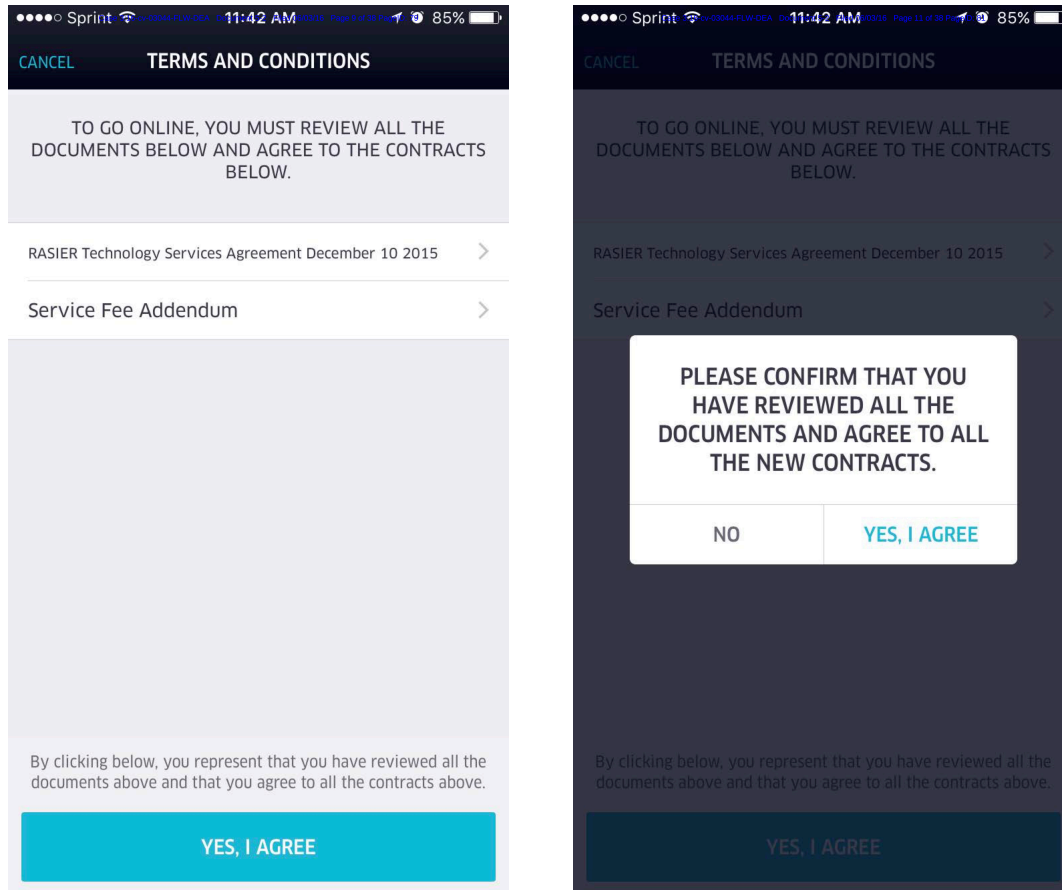 Sprint 11:42 AM 85%
CANCEL TERMS AND CONDITIONS
TO GO ONLINE, YOU MUST REVIEW ALL THE
DOCUMENTS BELOW AND AGREE TO THE CONTRACTS
BELOW.
RASIER Technology Services Agreement December 10 2015
Service Fee Addendum
By clicking below, you represent that you have reviewed all the
documents above and that you agree to all the contracts above.
YES, I AGREE
Sprint 11:42 AM 85%
CANCEL TERMS AND CONDITIONS
TO GO ONLINE, YOU MUST REVIEW ALL THE
DOCUMENTS BELOW AND AGREE TO THE CONTRACTS
BELOW.
RASIER Technology Services Agreement December 10 2015
Service Fee Addendum
PLEASE CONFIRM THAT YOU
HAVE REVIEWED ALL THE
DOCUMENTS AND AGREE TO ALL
THE NEW CONTRACTS.
NO YES, I AGREE
By clicking below, you represent that you have reviewed all the
documents above and that you agree to all the contracts above.
YES, I AGREE